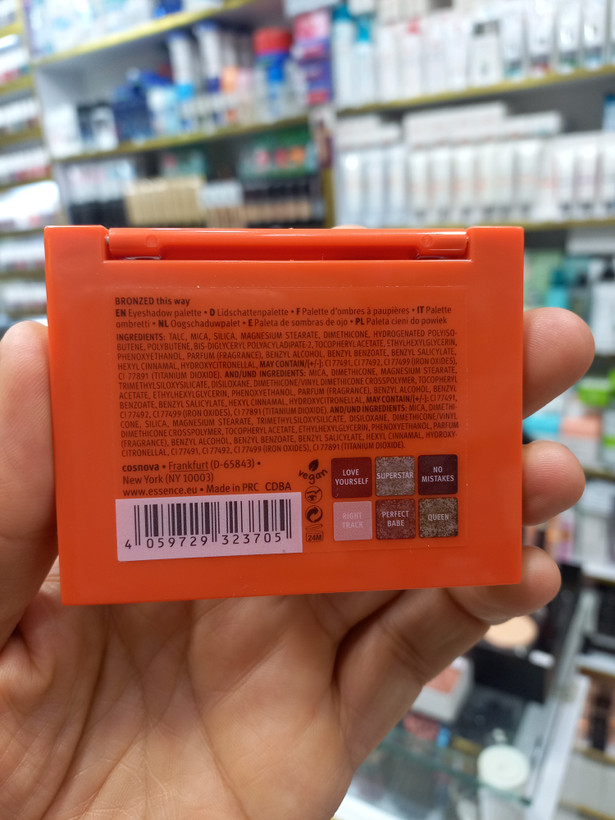 BRONZED this way
EN Eyeshadow palette • D Lidschattenpalette • F Palette d'ombres à paupières • IT Palette
ombretti • NL Oogschaduwpalet • E Paleta de sombras de ojo • PL Paleta cieni do powiek
INGREDIENTS: TALC, MICA, SILICA, MAGNESIUM STEARATE, DIMETHICONE, HYDROGENATED POLYISO-
BUTENE, POLYBUTENE, BIS-DIGLYCERYL POLYACYLADIPATE-2, TOCOPHERYL ACETATE, ETHYLHEXYLGLYCERIN,
PHENOXYETHANOL, PARFUM (FRAGRANCE), BENZYL ALCOHOL, BENZYL BENZOATE, BENZYL SALICYLATE,
HEXYL CINNAMAL, HYDROXYCITRONELLAL, MAY CONTAIN/[+/-]: CI 77491, CI 77492, CI 77499 (IRON OXIDES),
CI 77891 (TITANIUM DIOXIDE). AND/UND INGREDIENTS: MICA, DIMETHICONE, MAGNESIUM STEARATE,
TRIMETHYLSILOXYSILICATE, DISILOXANE, DIMETHICONE/VINYL DIMETHICONE CROSSPOLYMER, TOCOPHERYL
ACETATE, ETHYLHEXYLGLYCERIN, PHENOXYETHANOL, PARFUM (FRAGRANCE), BENZYL ALCOHOL, BENZYL
BENZOATE, BENZYL SALICYLATE, HEXYL CINNAMAL, HYDROXYCITRONELLAL, MAY CONTAIN/[+/-]: CI 77491,
CI 77492, CI 77499 (IRON OXIDES), CI 77891 (TITANIUM DIOXIDE). AND/UND INGREDIENTS: MICA, DIMETHI-
CONE, SILICA, MAGNESIUM STEARATE, TRIMETHYLSILOXYSILICATE, DISILOXANE, DIMETHICONE/VINYL
DIMETHICONE CROSSPOLYMER, TOCOPHERYL ACETATE, ETHYLHEXYLGLYCERIN, PHENOXYETHANOL, PARFUM
(FRAGRANCE), BENZYL ALCOHOL, BENZYL BENZOATE, BENZYL SALICYLATE, HEXYL CINNAMAL, HYDROXY-
CITRONELLAL, CI 77491, CI 77492, CI 77499 (IRON OXIDES), CI 77891 (TITANIUM DIOXIDE).
cosnova • Frankfurt (D-65843) •
New York (NY 10003)
www.essence.eu • Made in PRC CDBA
4 059729 323705
vegan
24M
LOVE YOURSELF
SUPERSTAR
NO MISTAKES
RIGHT TRACK
PERFECT BABE
QUEEN